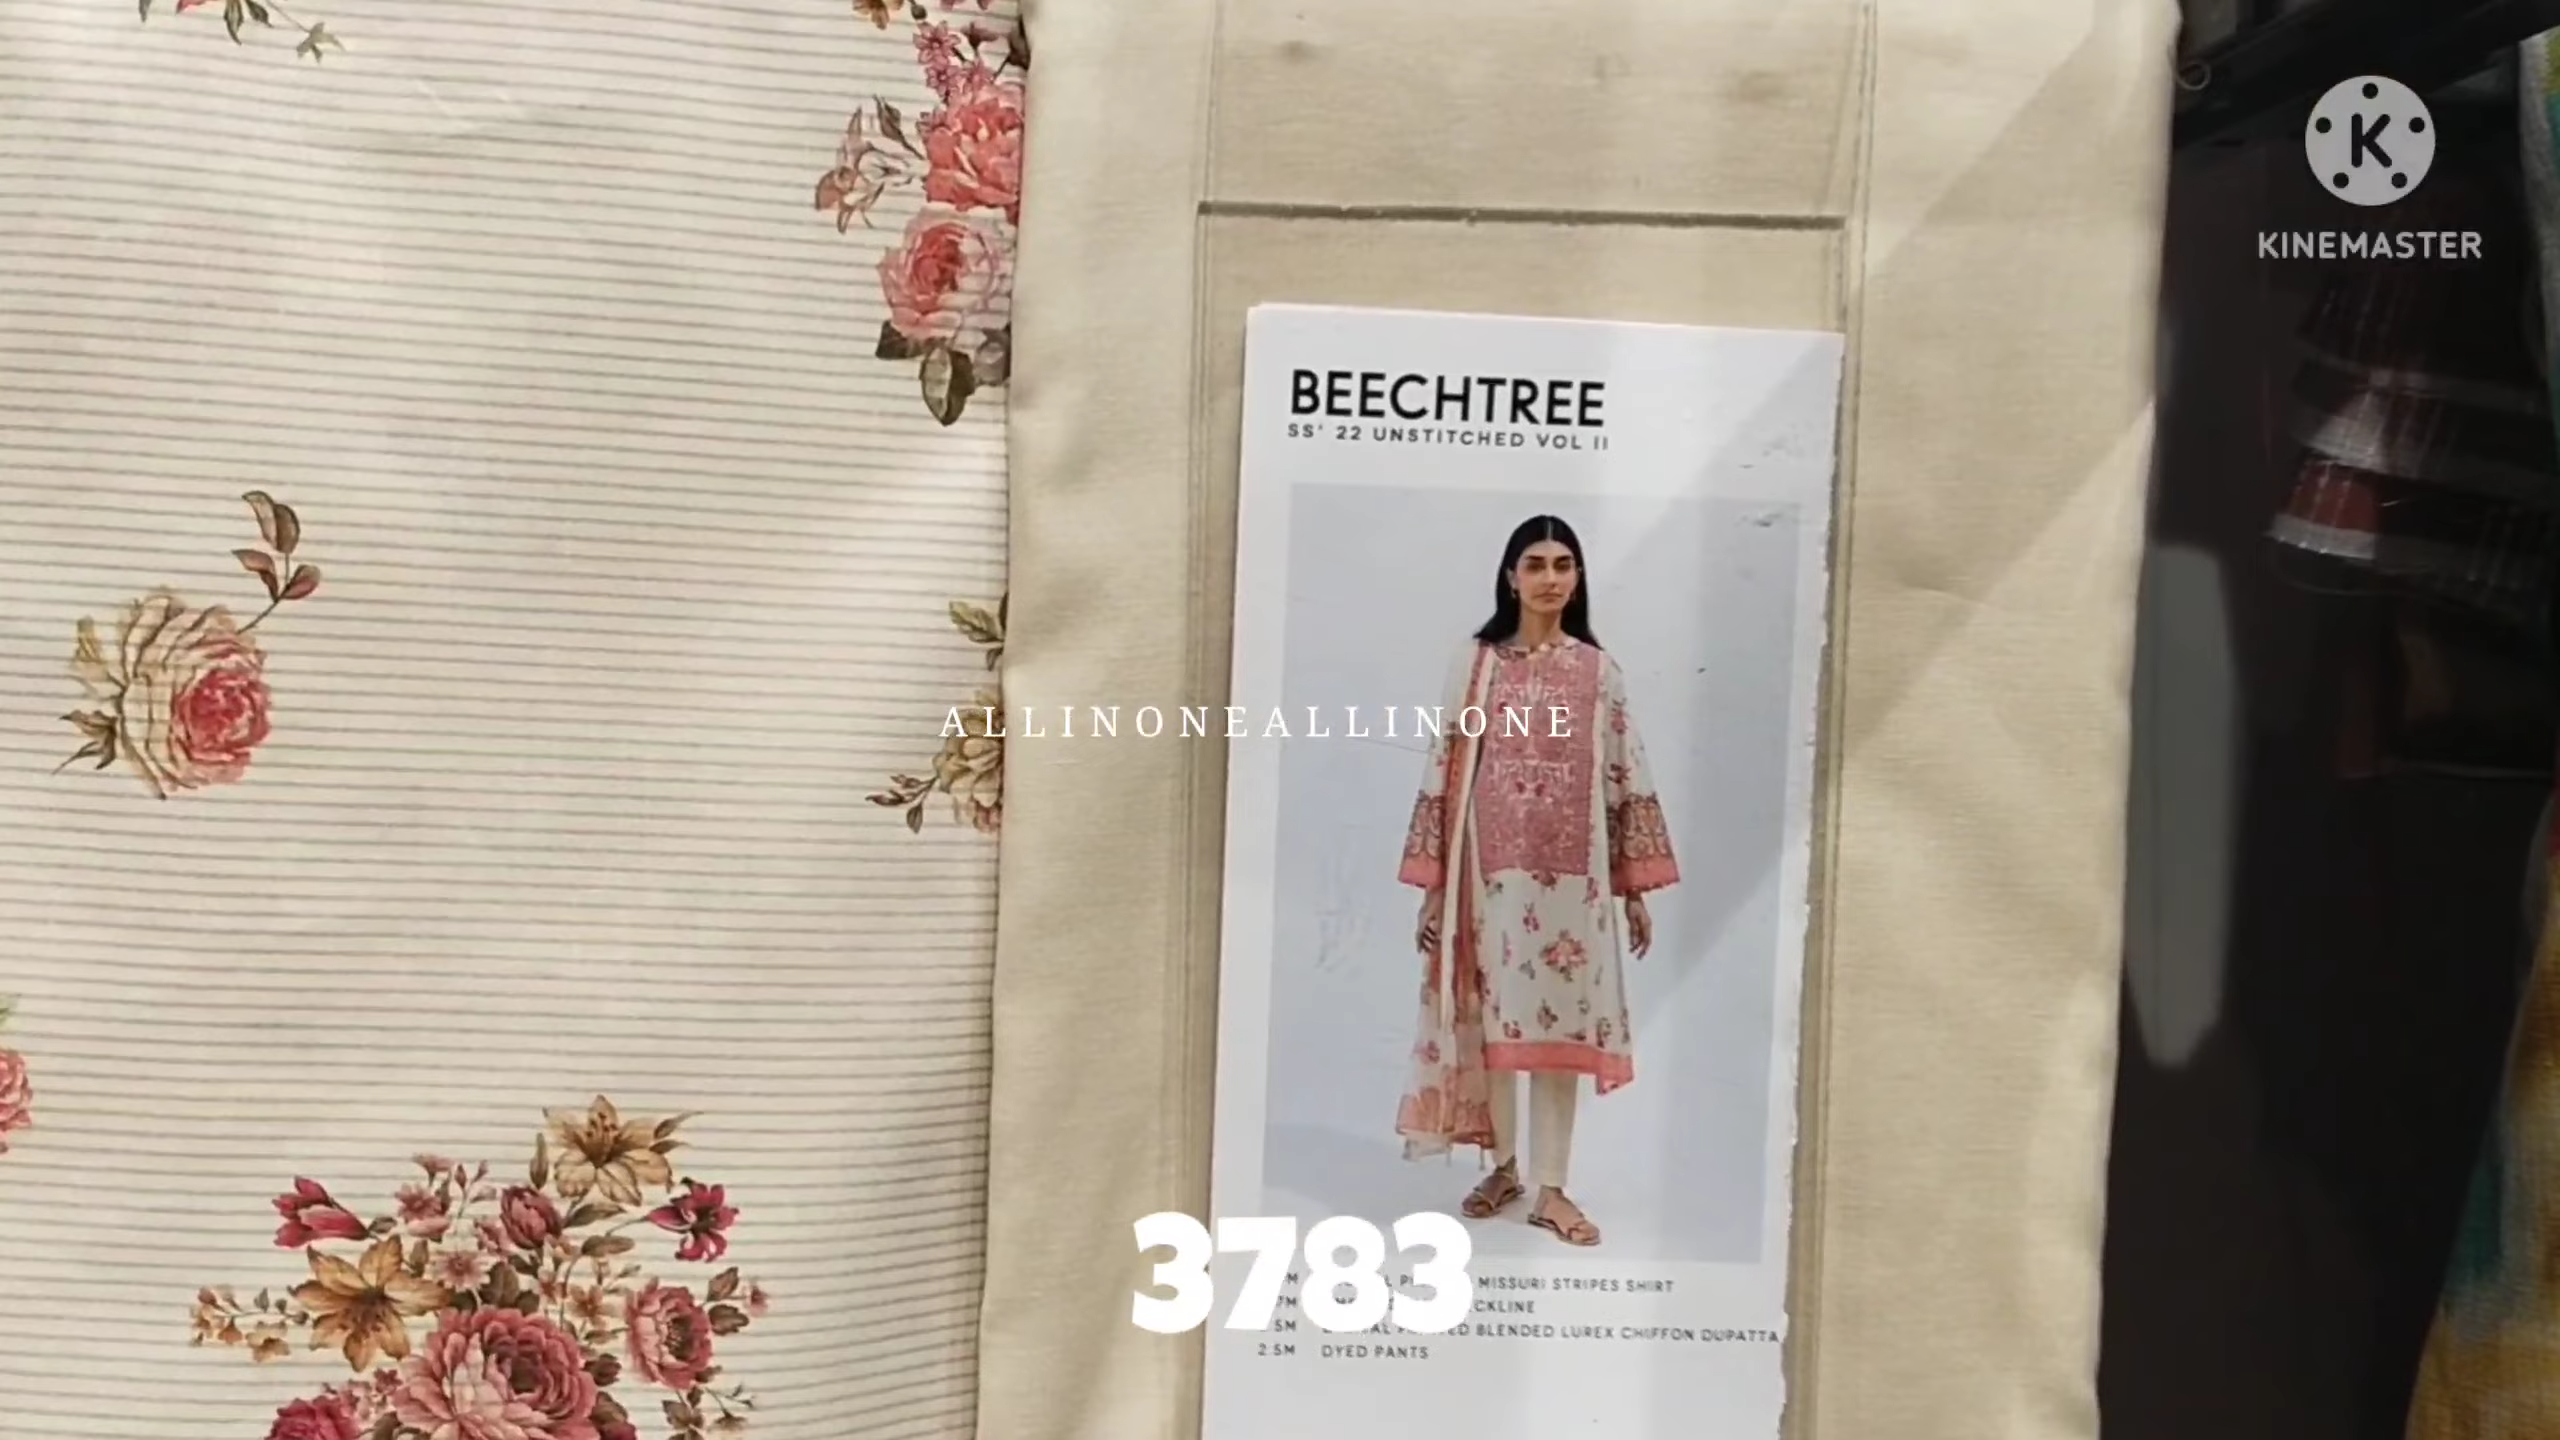 K
KINEMASTER
BEECHTREE
SS' 22 UNSTITCHED VOL II
ALLINONEALLINONE
3783
MISSURI STRIPES SHIRT
BLENDED LUREX CHIFFON DUPATTA
2.5M DYED PANTS